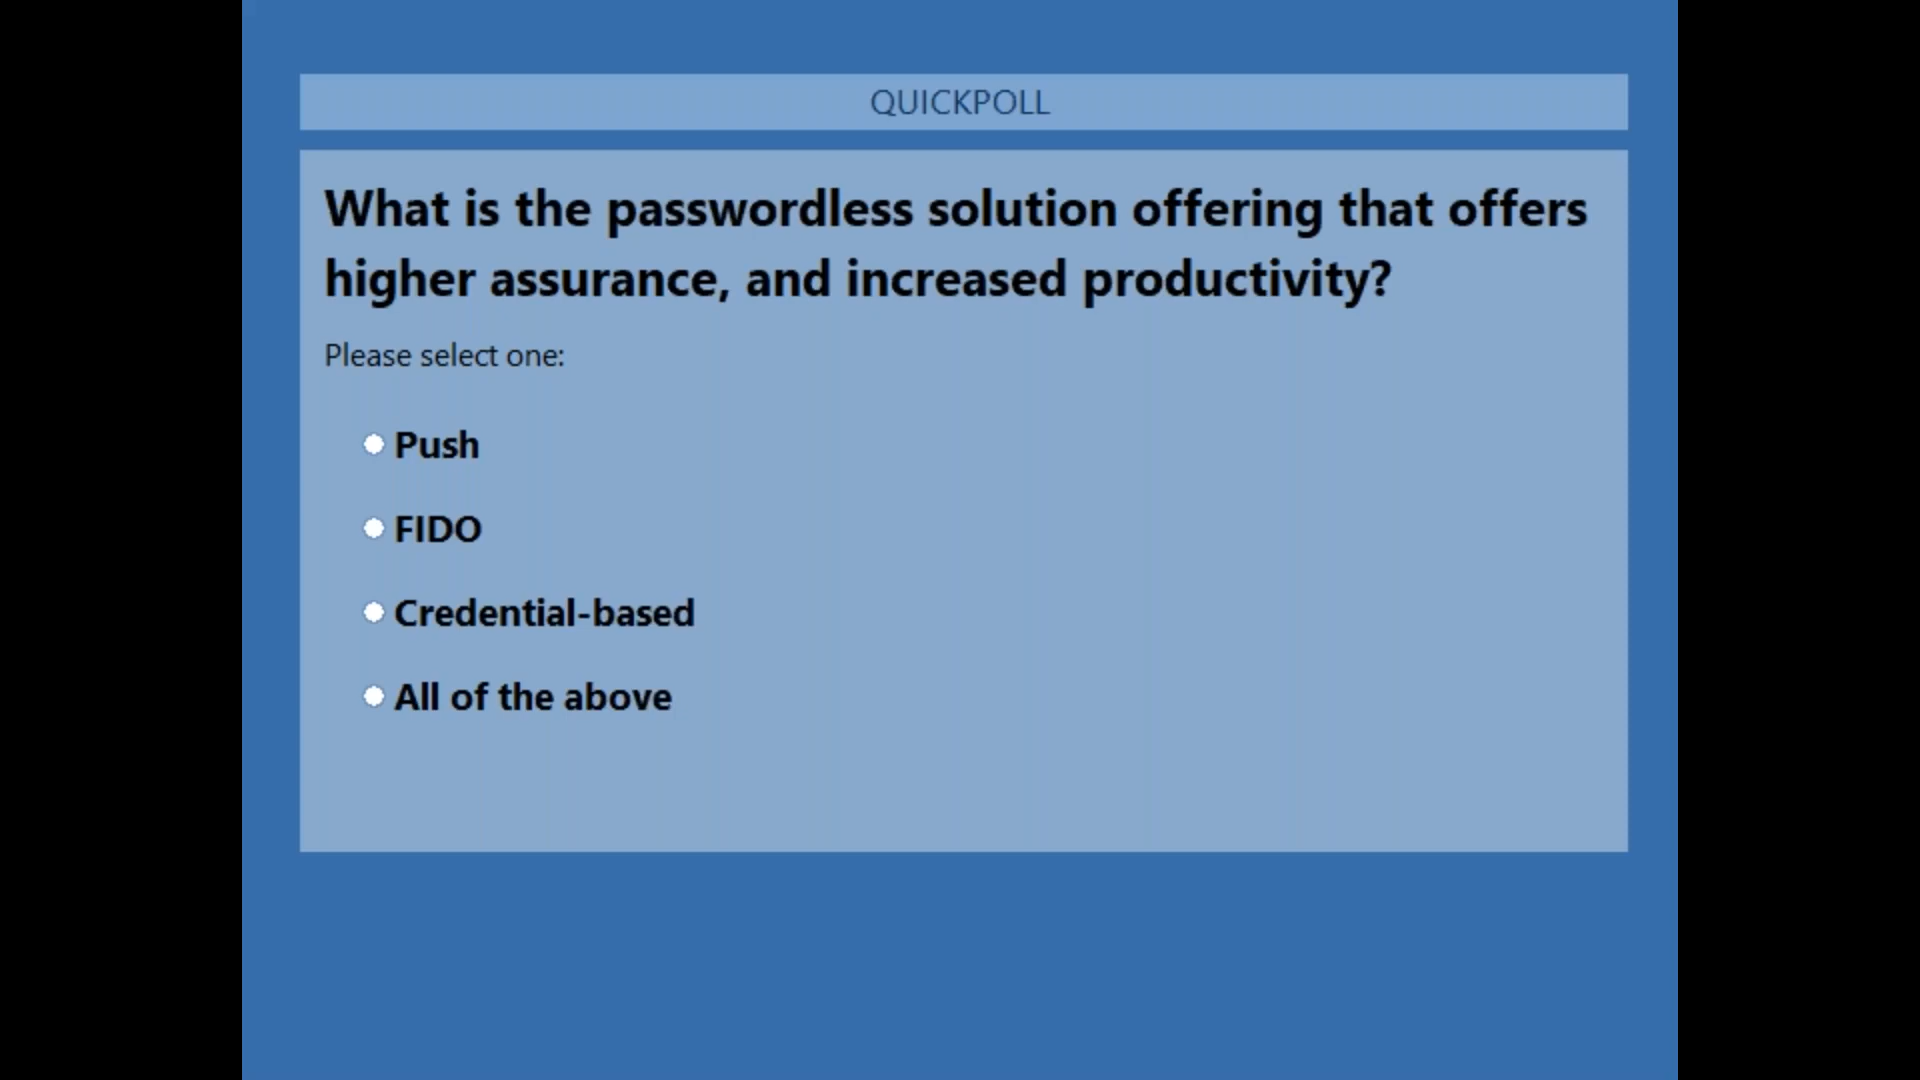 QUICKPOLL
What is the passwordless solution offering that offers
higher assurance, and increased productivity?
Please select one:
Push
FIDO
Credential-based
All of the above